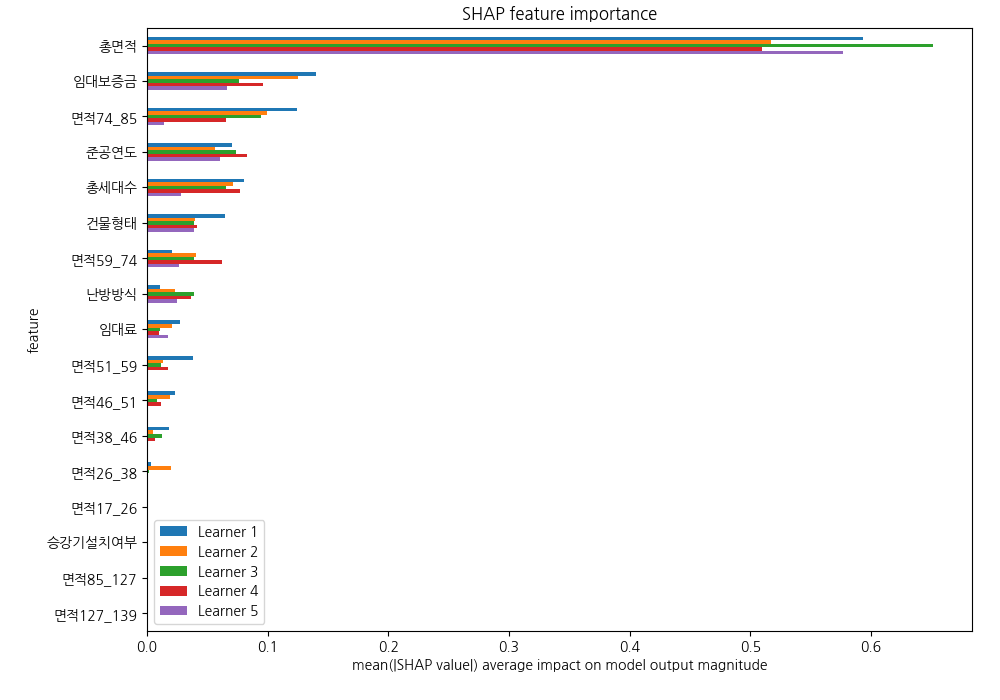 SHAP feature importance
총면적
임대보증금
면적74_85
준공연도
총세대수
건물형태
면적59_74
난방방식
임대료
면적51_59
면적46_51
면적38_46
면적26_38
면적17_26
승강기설치여부
면적85_127
면적127_139
feature
Learner 1
Learner 2
Learner 3
Learner 4
Learner 5
0.0 0.1 0.2 0.3 0.4 0.5 0.6
mean(|SHAP value|) average impact on model output magnitude